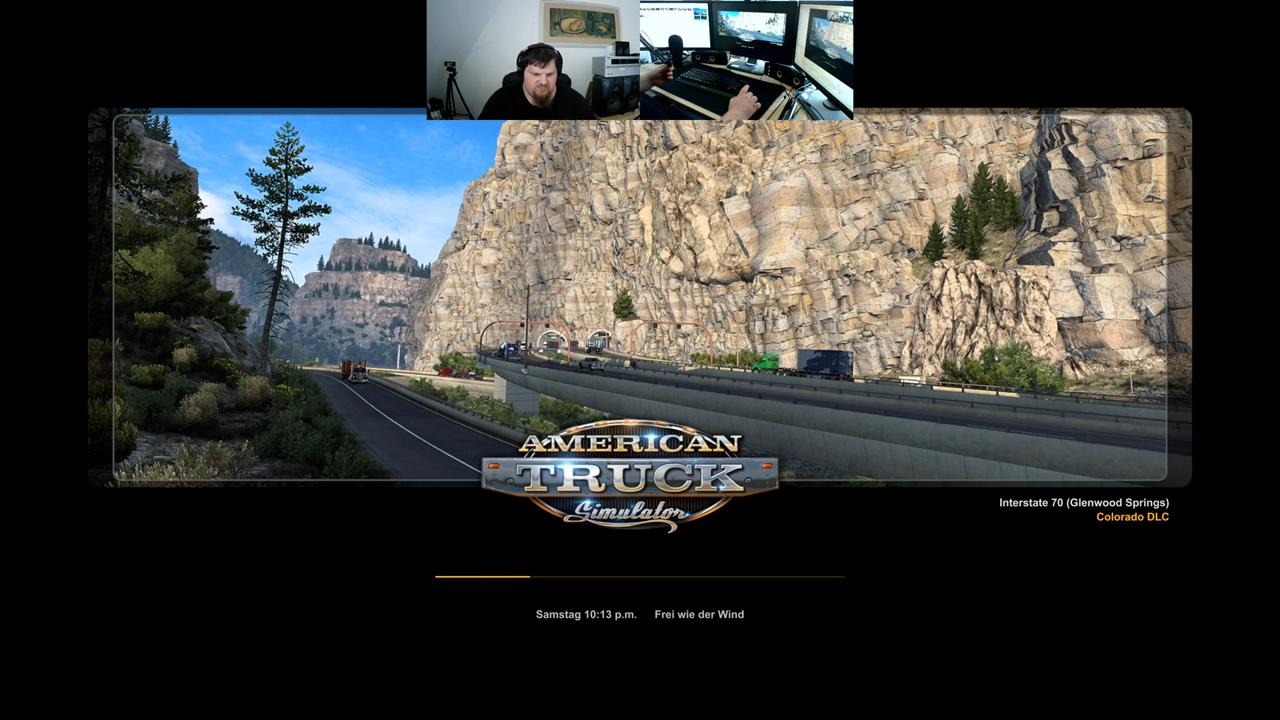 AMERICAN
TRUCK
Simulator
Interstate 70 (Glenwood Springs)
Colorado DLC
Samstag 10:13 p.m. Frei wie der Wind